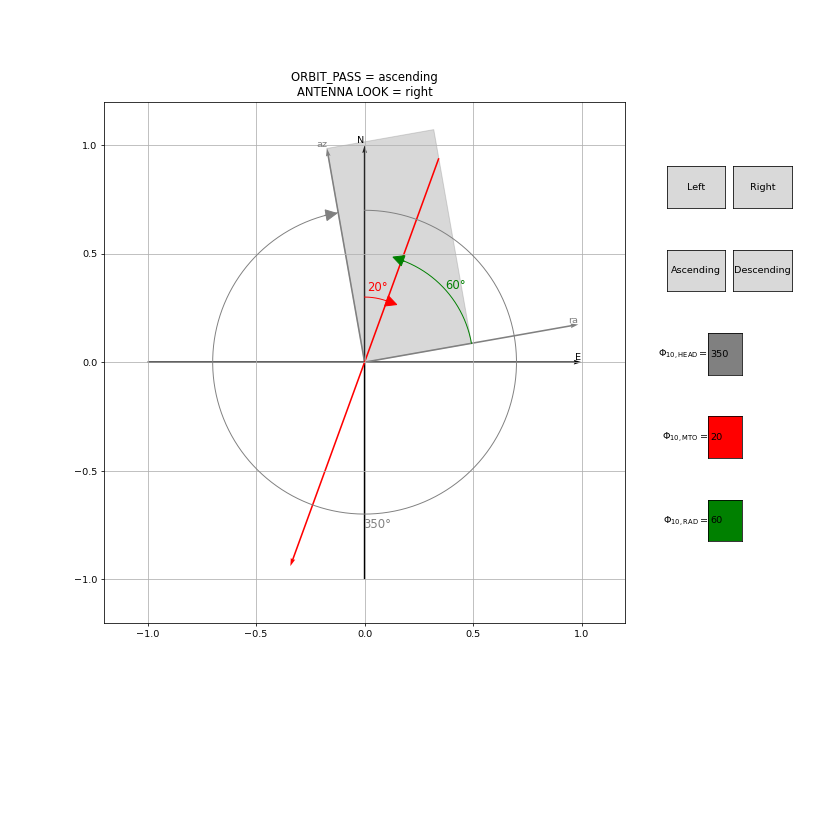 ORBIT_PASS = ascending
ANTENNA LOOK = right
az
N
1.0
0.5
0.0
−0.5
−1.0
20°
60°
ra
E
350°
−1.0
−0.5
0.0
0.5
1.0
Left
Right
Ascending
Descending
Φ10,HEAD = 350
Φ10,MTO = 20
Φ10,RAD = 60